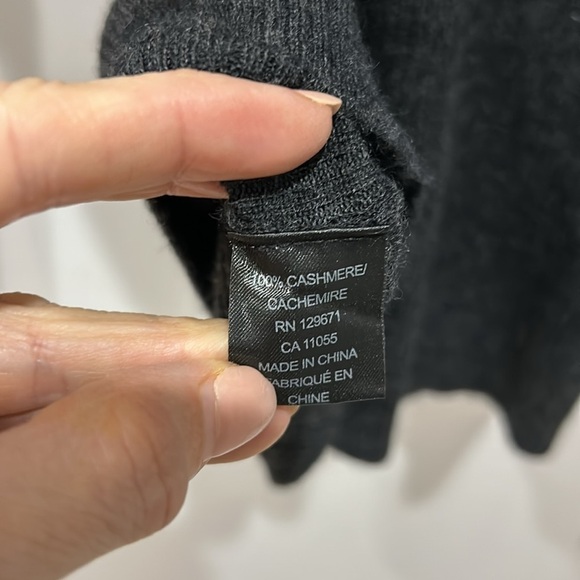 100% CASHMERE/
CACHEMIRE
RN 129671
CA 11055
MADE IN CHINA
FABRIQUÉ EN
CHINE